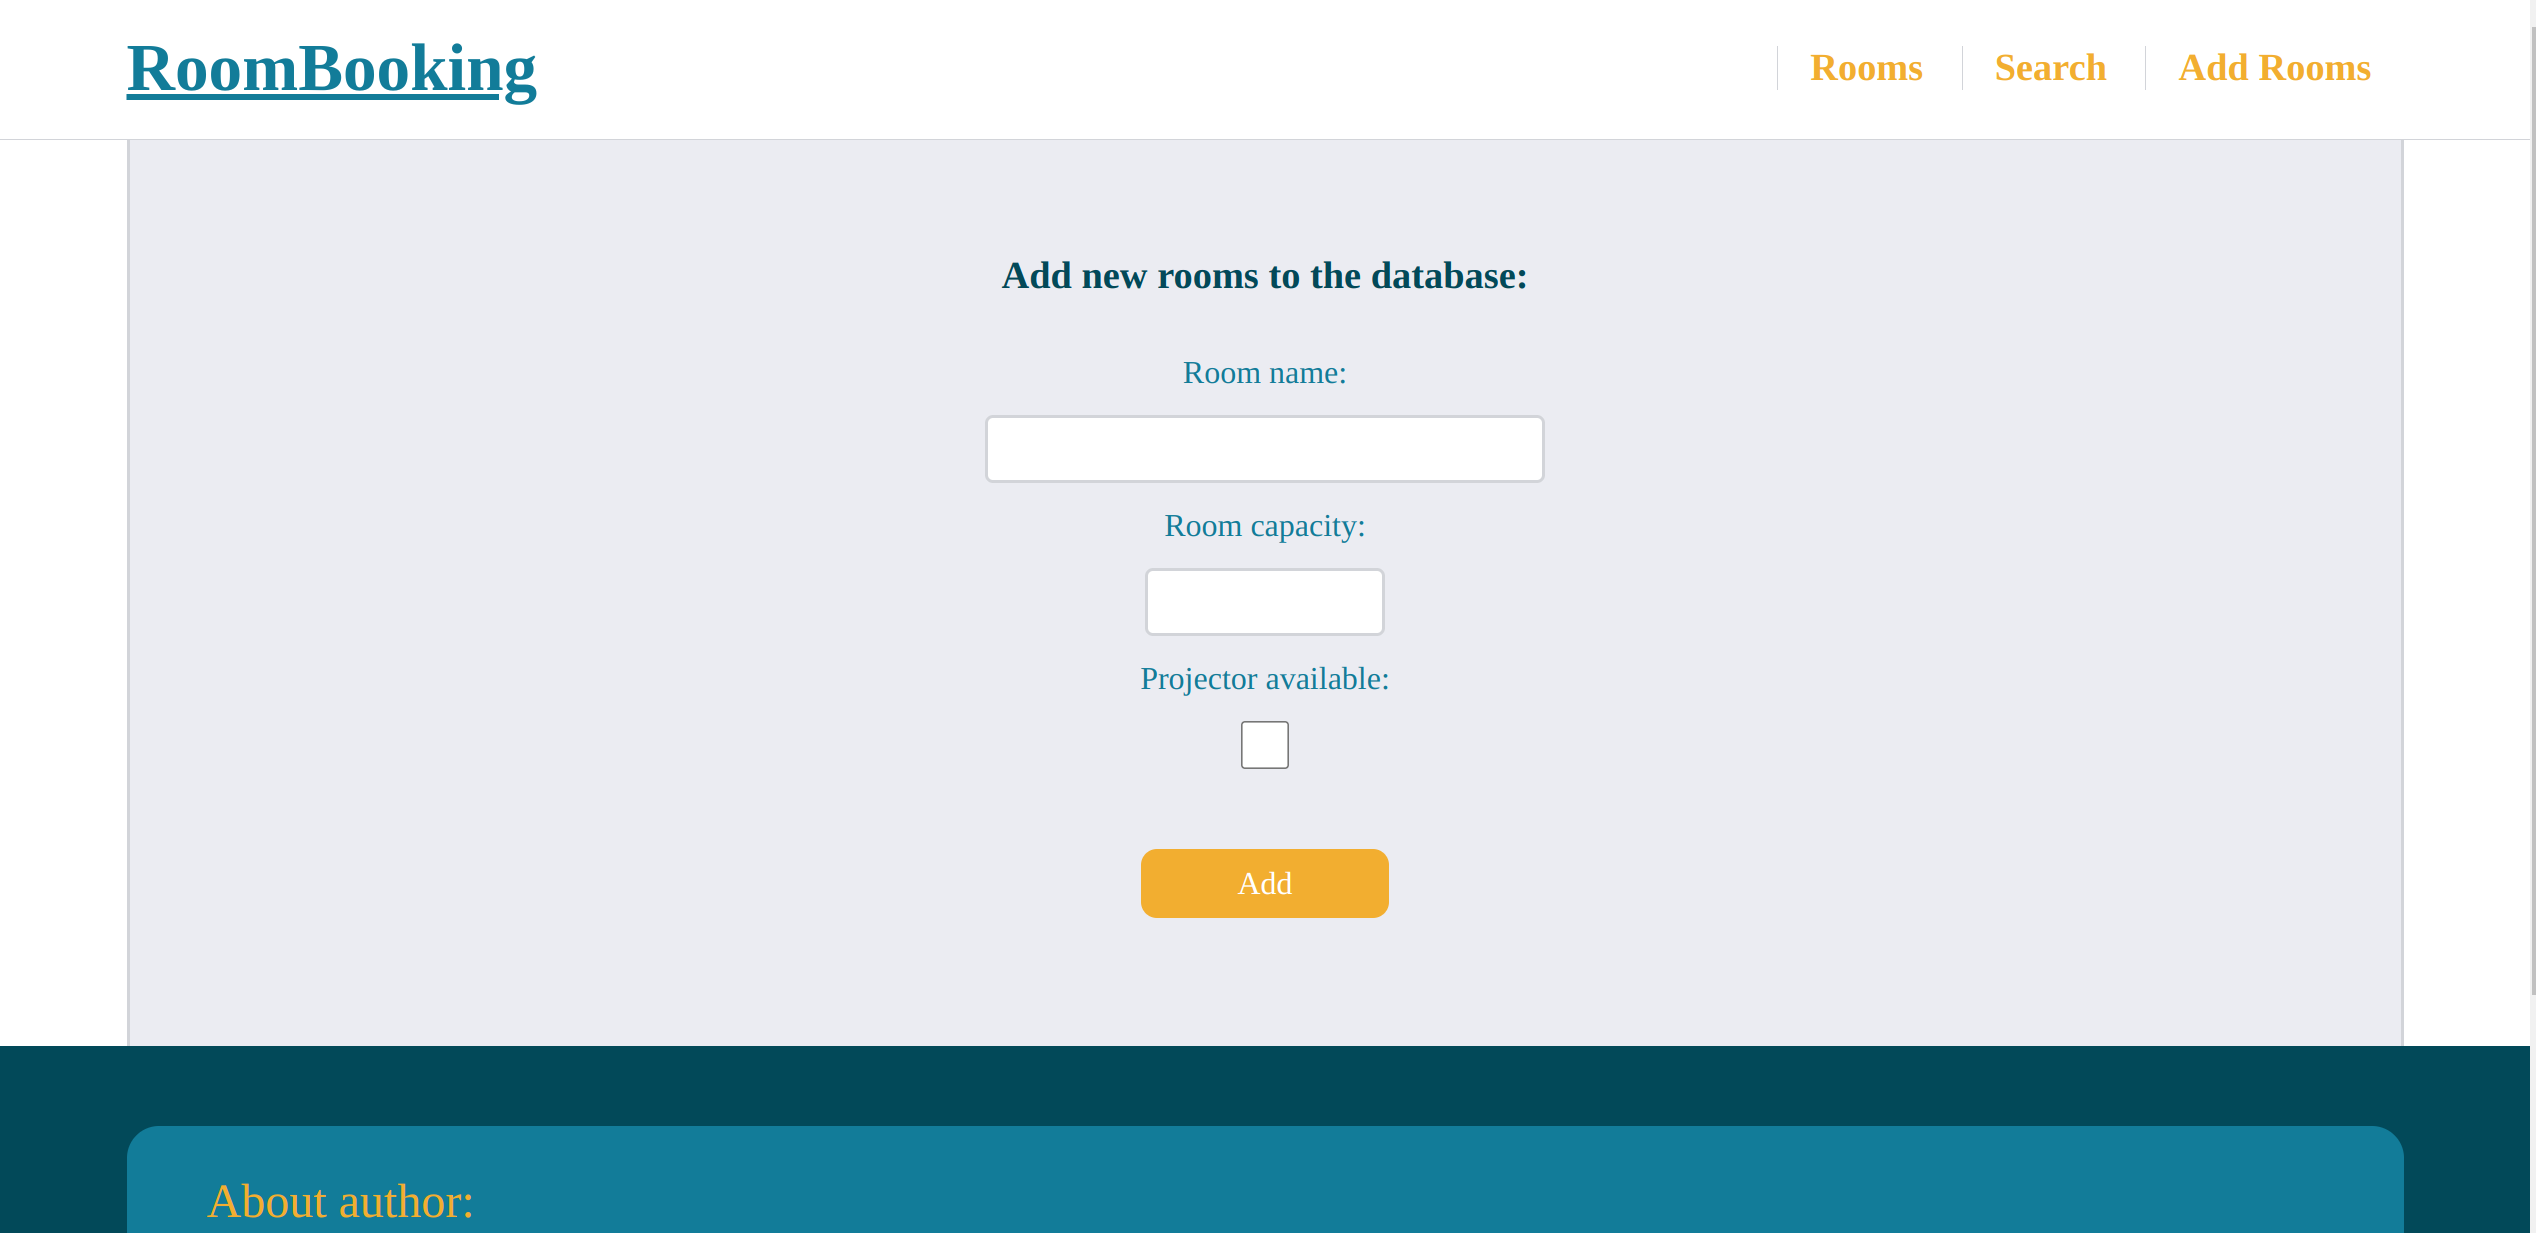 RoomBooking
Rooms Search Add Rooms
Add new rooms to the database:
Room name:
Room capacity:
Projector available:
Add
About author: